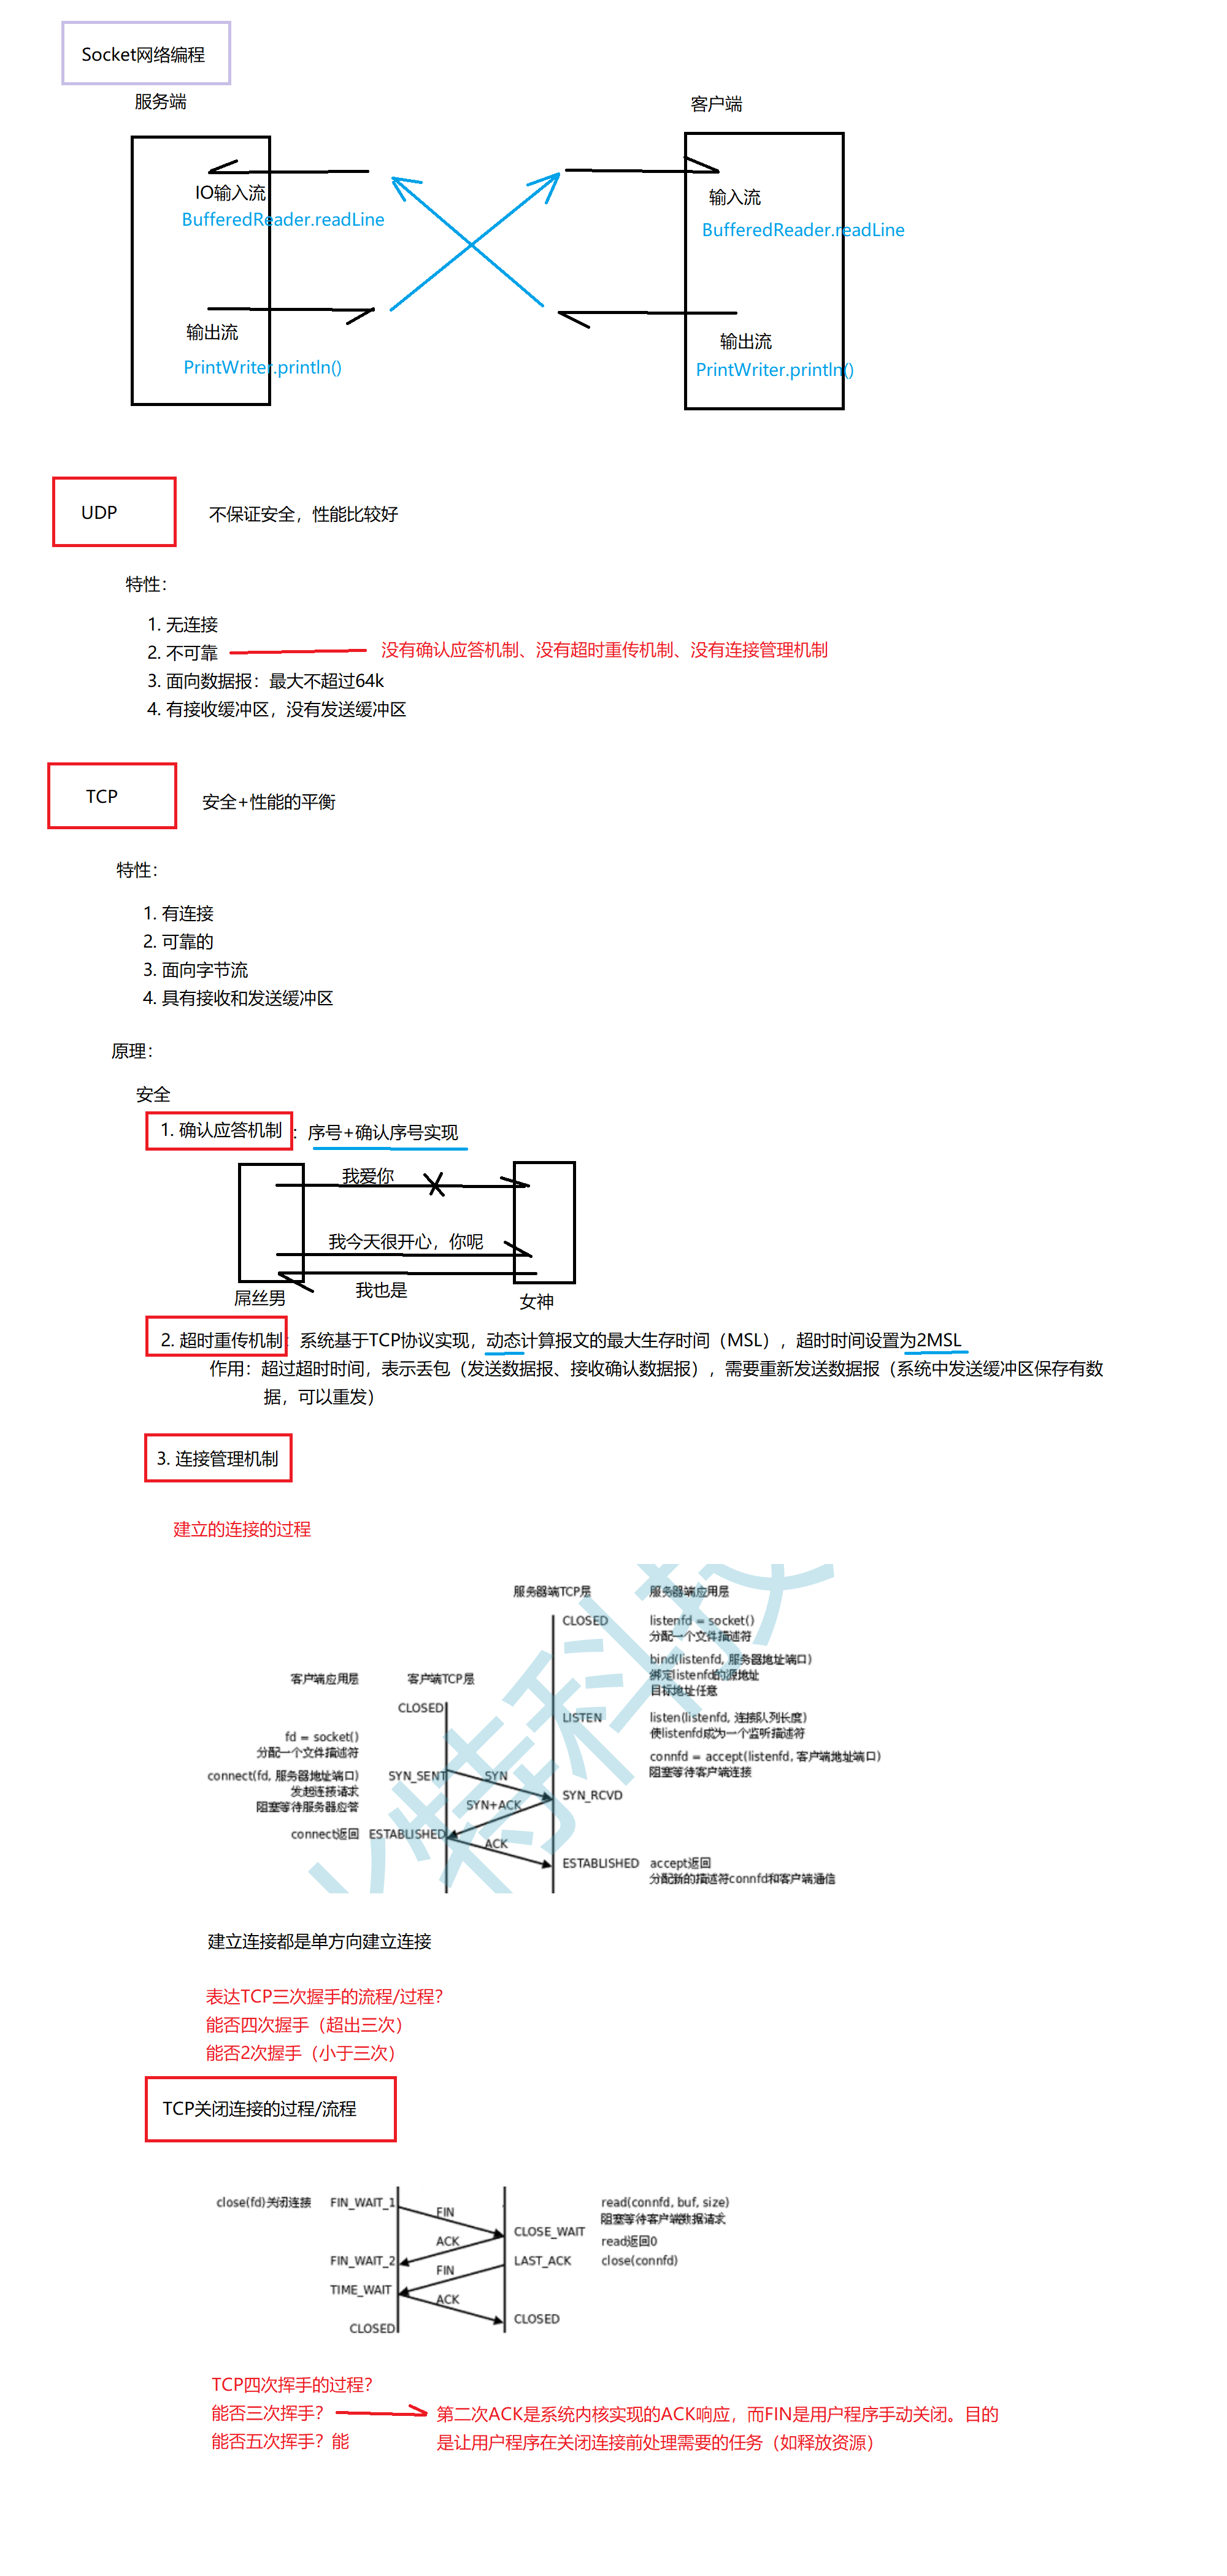 Socket网络编程
服务端
客户端
IO输入流
BufferedReader.readLine
输入流
BufferedReader.readLine
输出流
PrintWriter.println()
输出流
PrintWriter.println()
UDP
不保证安全，性能比较好
特性：
1. 无连接
2. 不可靠
没有确认应答机制、没有超时重传机制、没有连接管理机制
3. 面向数据报：最大不超过64k
4. 有接收缓冲区，没有发送缓冲区
TCP
安全+性能的平衡
特性：
1. 有连接
2. 可靠的
3. 面向字节流
4. 具有接收和发送缓冲区
原理：
安全
1. 确认应答机制：序号+确认序号实现
我爱你
我今天很开心，你呢
我也是
屌丝男
女神
2. 超时重传机制：系统基于TCP协议实现，动态计算报文的最大生存时间（MSL），超时时间设置为2MSL
作用：超过超时时间，表示丢包（发送数据报、接收确认数据报），需要重新发送数据报（系统中发送缓冲区保存有数
据，可以重发）
3. 连接管理机制
建立的连接的过程
服务器端TCP层
服务器端应用层
CLOSED
listenfd = socket()
分配一个文件描述符
bind(listenfd, 服务器地址端口)
绑定listenfd的源地址
目标地址任意
客户端应用层
客户端TCP层
CLOSED
LISTEN
listen(listenfd, 连接队列长度)
使listenfd成为一个监听描述符
fd = socket()
分配一个文件描述符
connfd = accept(listenfd, 客户端地址端口)
阻塞等待客户端连接
connect(fd, 服务器地址端口)
发起连接请求
阻塞等待服务器应答
SYN_SENT
SYN
SYN_RCVD
SYN+ACK
connect返回
ESTABLISHED
ACK
ESTABLISHED
accept返回
分配新的描述符connfd和客户端通信
特科技
建立连接都是单方向建立连接
表达TCP三次握手的流程/过程？
能否四次握手（超出三次）
能否2次握手（小于三次）
TCP关闭连接的过程/流程
close(fd)关闭连接
FIN_WAIT_1
FIN
read(connfd, buf, size)
阻塞等待客户端数据请求
CLOSE_WAIT
ACK
read返回0
FIN_WAIT_2
LAST_ACK
close(connfd)
FIN
TIME_WAIT
ACK
CLOSED
CLOSED
TCP四次挥手的过程？
能否三次挥手？
第二次ACK是系统内核实现的ACK响应，而FIN是用户程序手动关闭。目的
是让用户程序在关闭连接前处理需要的任务（如释放资源）
能否五次挥手？能